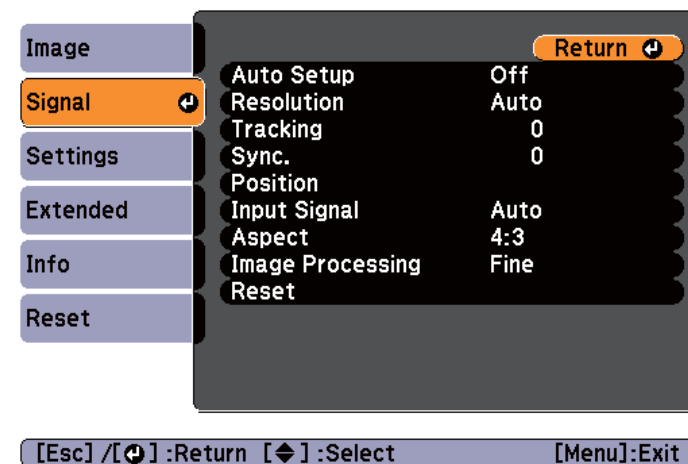 Image
Signal
Settings
Extended
Info
Reset
Return
Auto Setup Off
Resolution Auto
Tracking 0
Sync. 0
Position
Input Signal Auto
Aspect 4:3
Image Processing Fine
Reset
[Esc] /[⏎] :Return [◆] :Select [Menu]:Exit